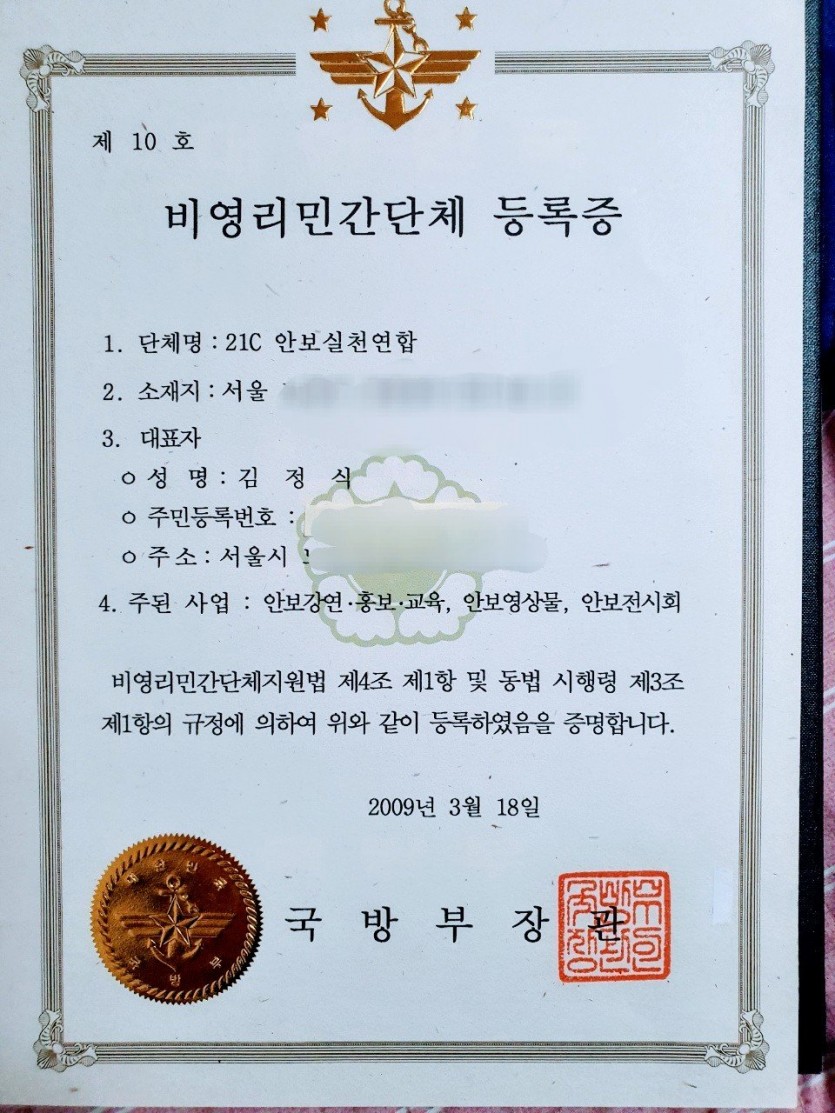 제 10 호
비영리민간단체 등록증
1. 단체명 : 21C 안보실천연합
2. 소재지 : 서울
3. 대표자
ㅇ 성 명 : 김 정 식
ㅇ 주민등록번호 :
ㅇ 주소 : 서울시
4. 주된 사업 : 안보강연·홍보·교육, 안보영상물, 안보전시회
비영리민간단체지원법 제4조 제1항 및 동법 시행령 제3조
제1항의 규정에 의하여 위와 같이 등록하였음을 증명합니다.
2009년 3월 18일
대한민국
국방부
국 방 부 장 관